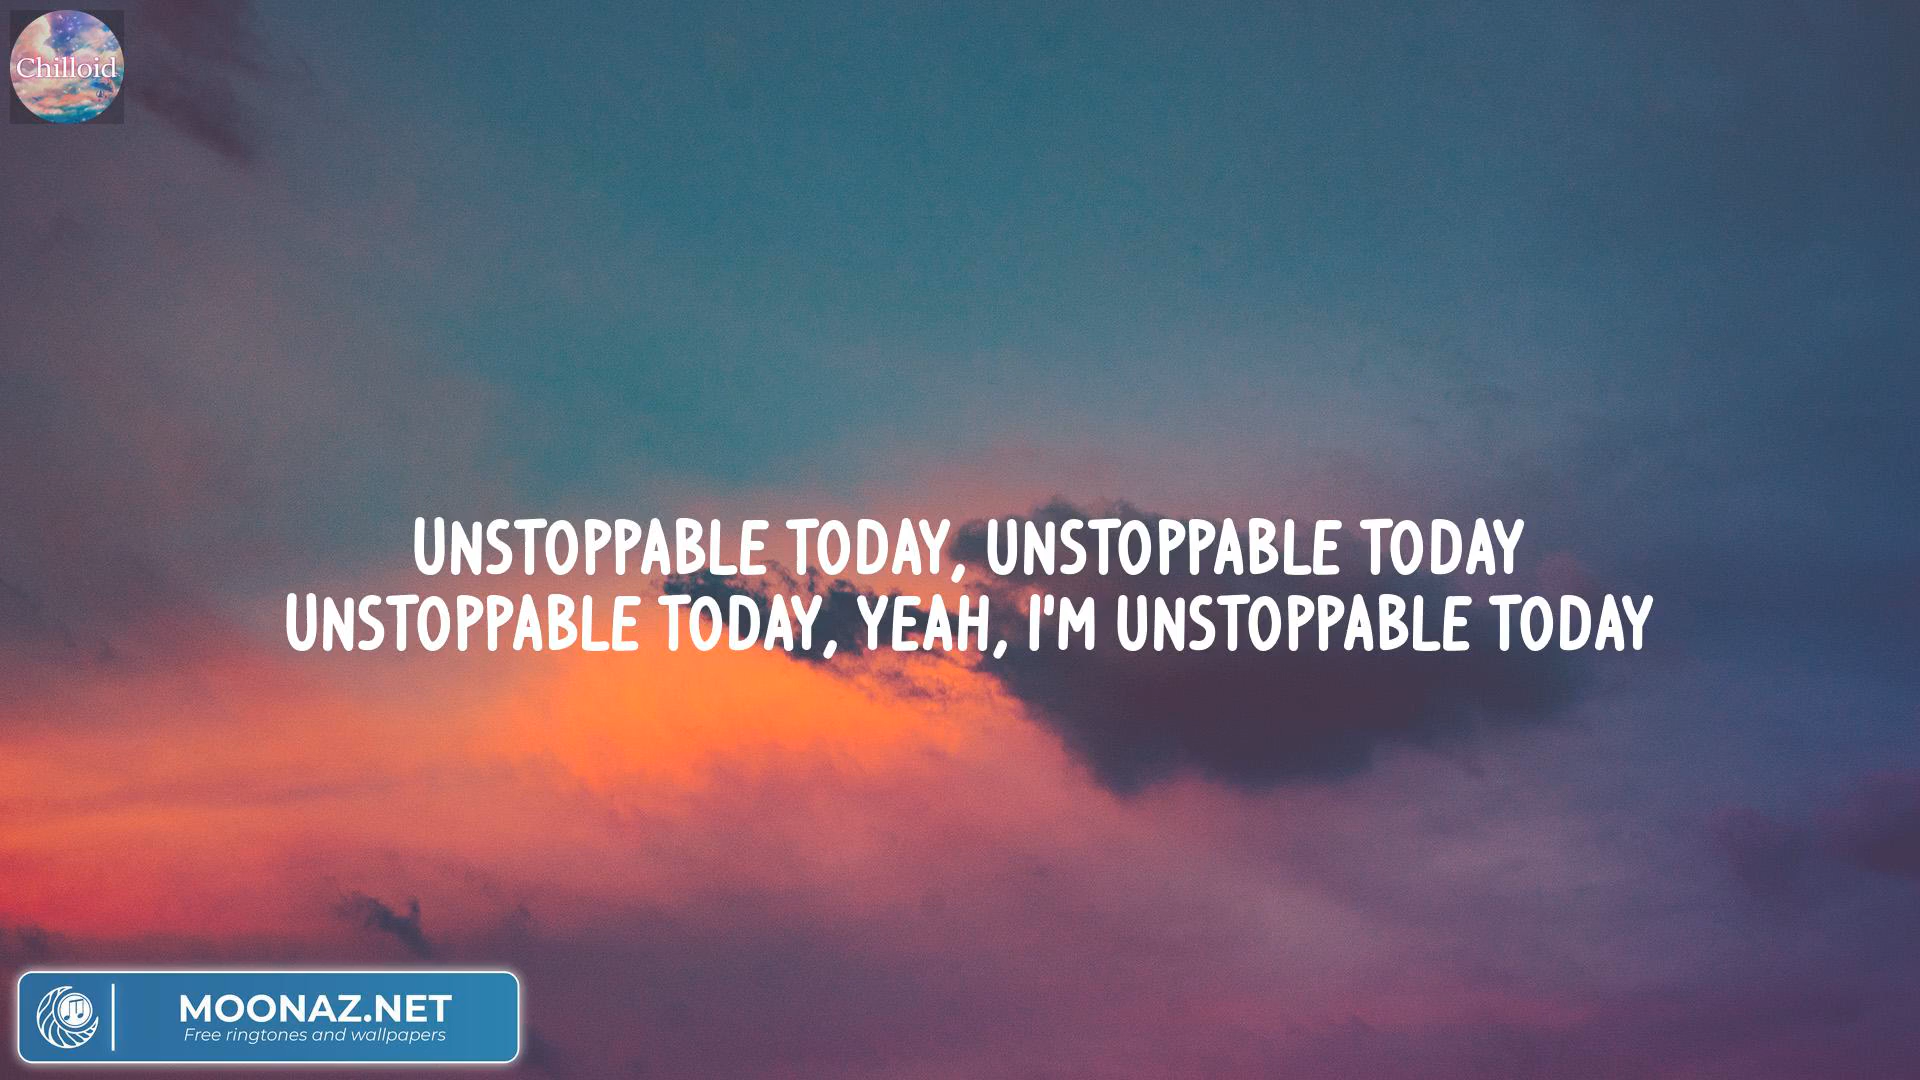 Chilloid
UNSTOPPABLE TODAY, UNSTOPPABLE TODAY
UNSTOPPABLE TODAY, YEAH, I'M UNSTOPPABLE TODAY
MOONAZ.NET
Free ringtones and wallpapers